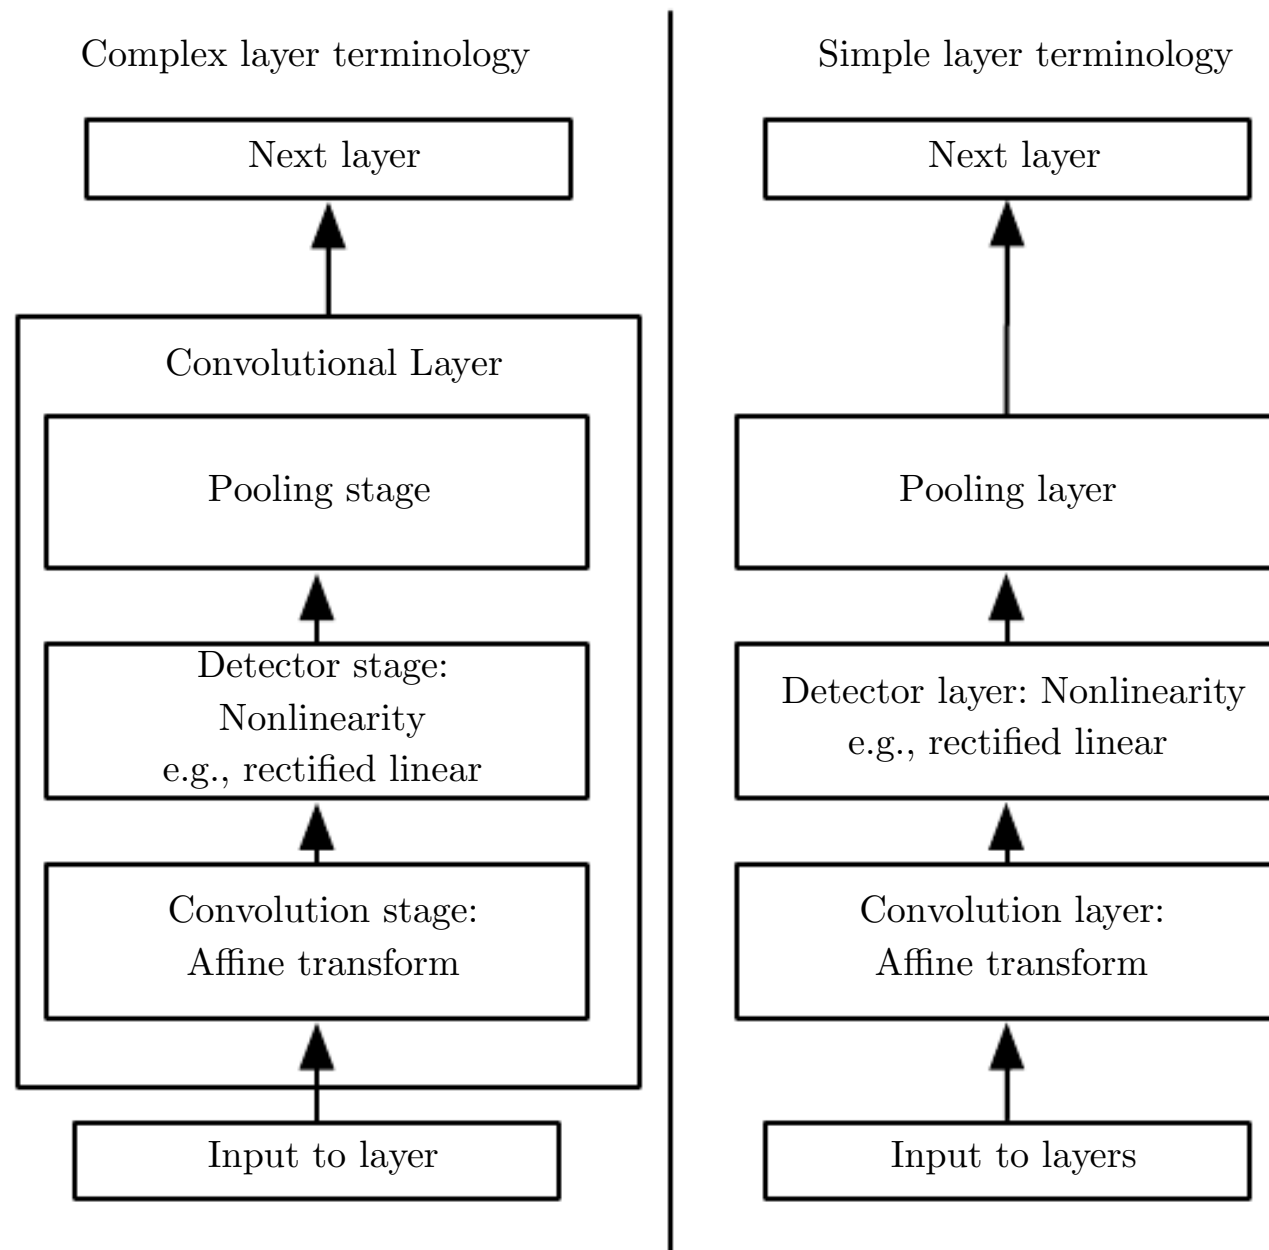 Complex layer terminology
Next layer
Convolutional Layer
Pooling stage
Detector stage:
Nonlinearity
e.g., rectified linear
Convolution stage:
Affine transform
Input to layer
Simple layer terminology
Next layer
Pooling layer
Detector layer: Nonlinearity
e.g., rectified linear
Convolution layer:
Affine transform
Input to layers